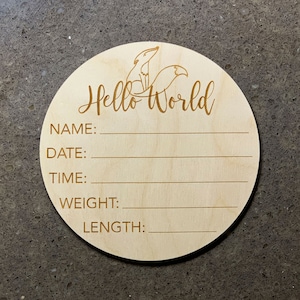 Hello World
NAME:
DATE:
TIME:
WEIGHT:
LENGTH: